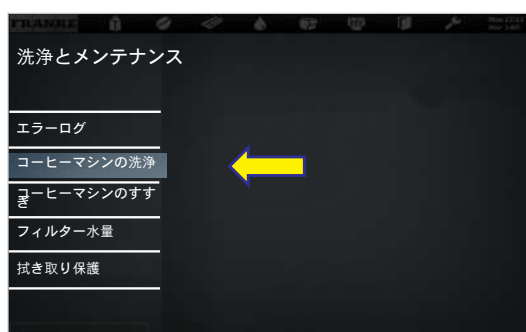 FRANKE
洗浄とメンテナンス
エラーログ
コーヒーマシンの洗浄
コーヒーマシンのすす
ぎ
フィルター水量
拭き取り保護